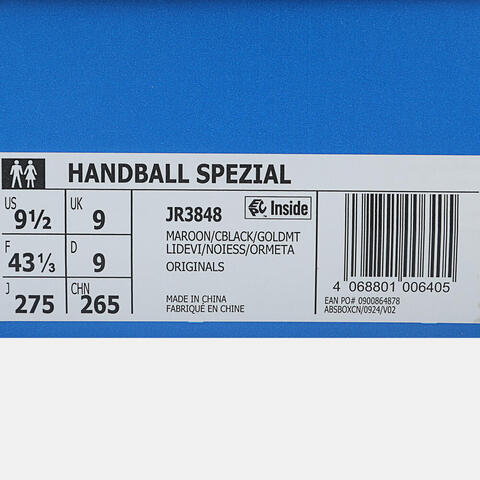 HANDBALL SPEZIAL
US 9½ UK 9
F 43⅓ D 9
J 275 CHN 265
JR3848 Inside
MAROON/CBLACK/GOLDMT
LIDEVI/NOIESS/ORMETA
ORIGINALS
MADE IN CHINA
FABRIQUÉ EN CHINE
4 068801 006405
EAN PO# 0900864878
ABSBOXCN/0924/V02